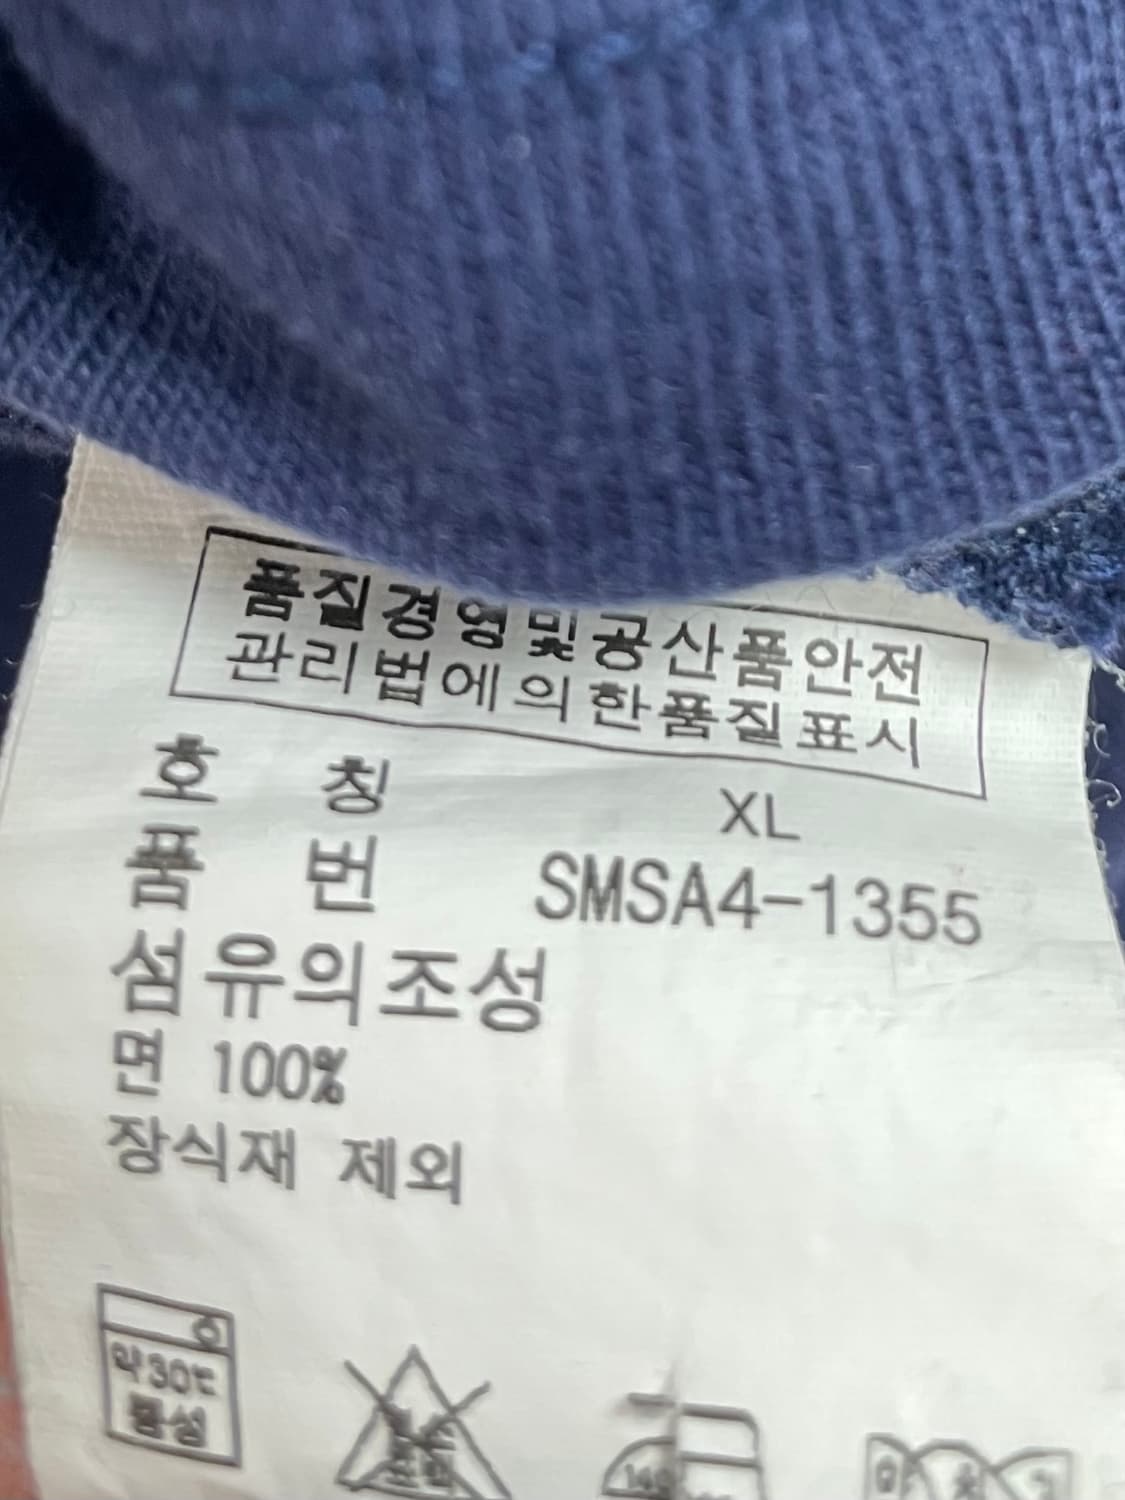 품질경영및공산품안전
관리법에의한품질표시
호 칭 XL
품 번 SMSA4-1355
섬유의조성
면 100%
장식재 제외
약30℃
중성